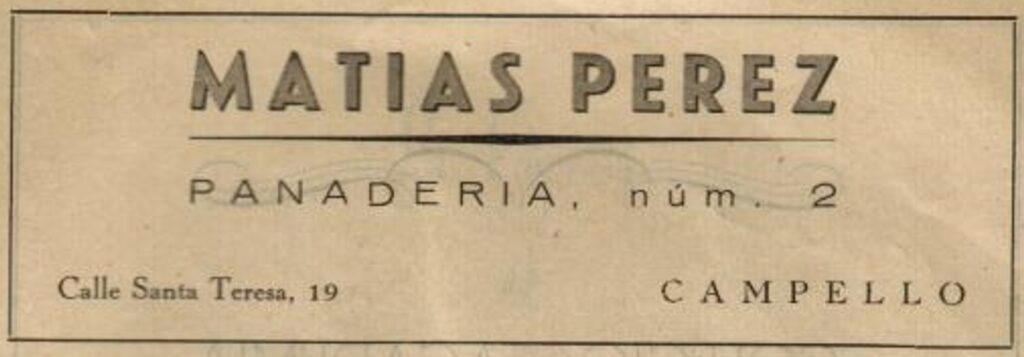 MATIAS PEREZ
PANADERIA, núm. 2
Calle Santa Teresa, 19
CAMPELLO